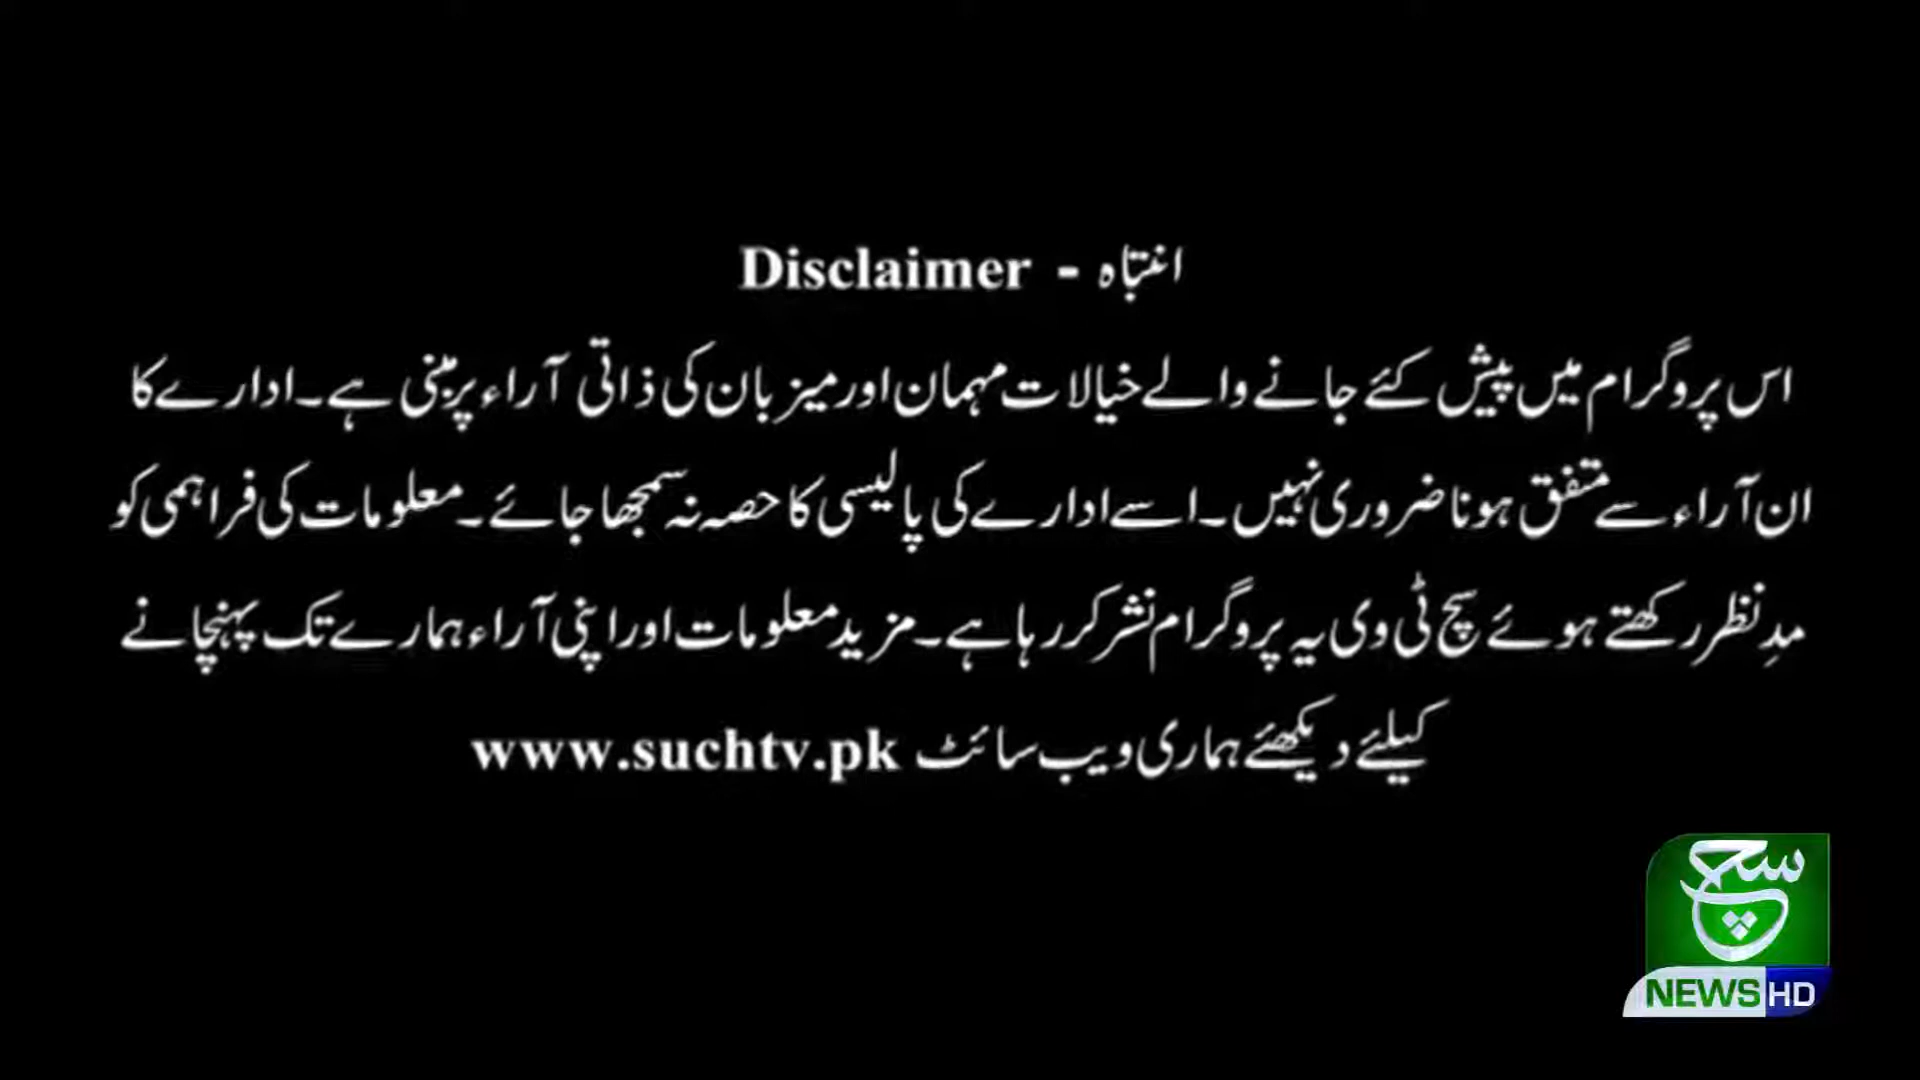 انتباہ - Disclaimer
اس پروگرام میں پیش کئے جانے والے خیالات مہمان اور میزبان کی ذاتی آراء پر مبنی ہے۔ ادارے کا
ان آراء سے متفق ہونا ضروری نہیں۔ اسے ادارے کی پالیسی کا حصہ نہ سمجھا جائے۔ معلومات کی فراہمی کو
مدِ نظر رکھتے ہوئے سچ ٹی وی یہ پروگرام نشر کر رہا ہے۔ مزید معلومات اور اپنی آراء ہمارے تک پہنچانے
کیلئے دیکھئے ہماری ویب سائٹ www.suchtv.pk
سچ
NEWS HD